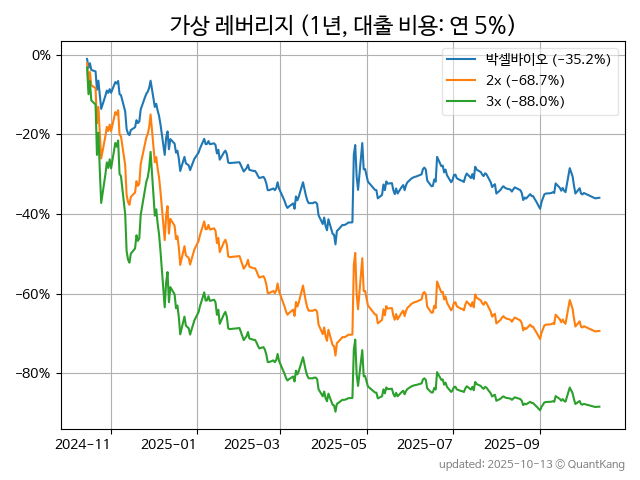 가상 레버리지 (1년, 대출 비용: 연 5%)
박셀바이오 (-35.2%)
2x (-68.7%)
3x (-88.0%)
0%
-20%
-40%
-60%
-80%
2024-11 2025-01 2025-03 2025-05 2025-07 2025-09
updated: 2025-10-13 ⓒ QuantKang